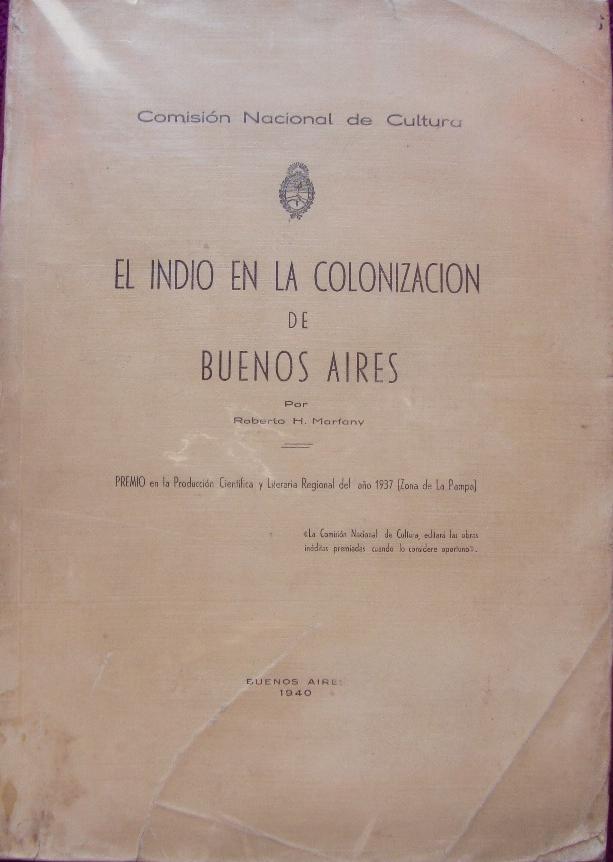 Comisión Nacional de Cultura
EL INDIO EN LA COLONIZACION
DE
BUENOS AIRES
Por
Roberto H. Marfany
PREMIO en la Producción Científica y Literaria Regional del año 1937 (Zona de La Pampa)
«La Comisión Nacional de Cultura, editará las obras
inéditas premiadas cuando lo considere oportuno».
BUENOS AIRES
1940